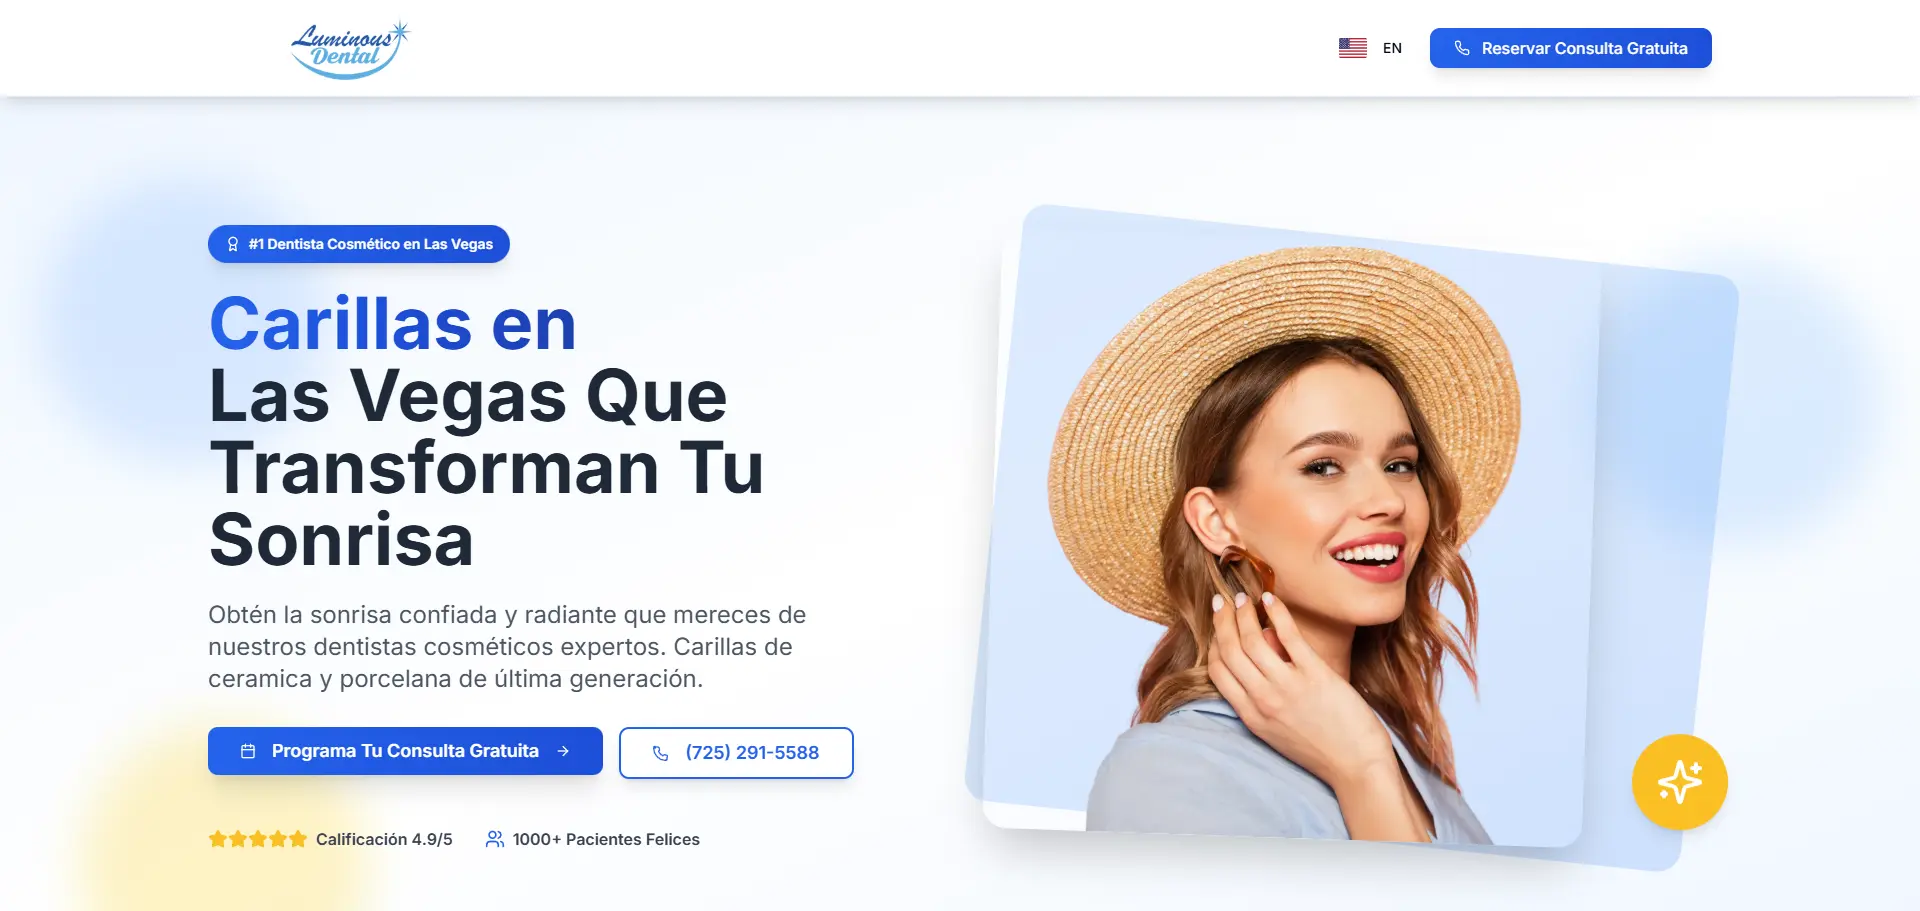 Luminous
Dental
EN
Reservar Consulta Gratuita
#1 Dentista Cosmético en Las Vegas
Carillas en
Las Vegas Que
Transforman Tu
Sonrisa
Obtén la sonrisa confiada y radiante que mereces de
nuestros dentistas cosméticos expertos. Carillas de
ceramica y porcelana de última generación.
Programa Tu Consulta Gratuita
(725) 291-5588
Calificación 4.9/5
1000+ Pacientes Felices